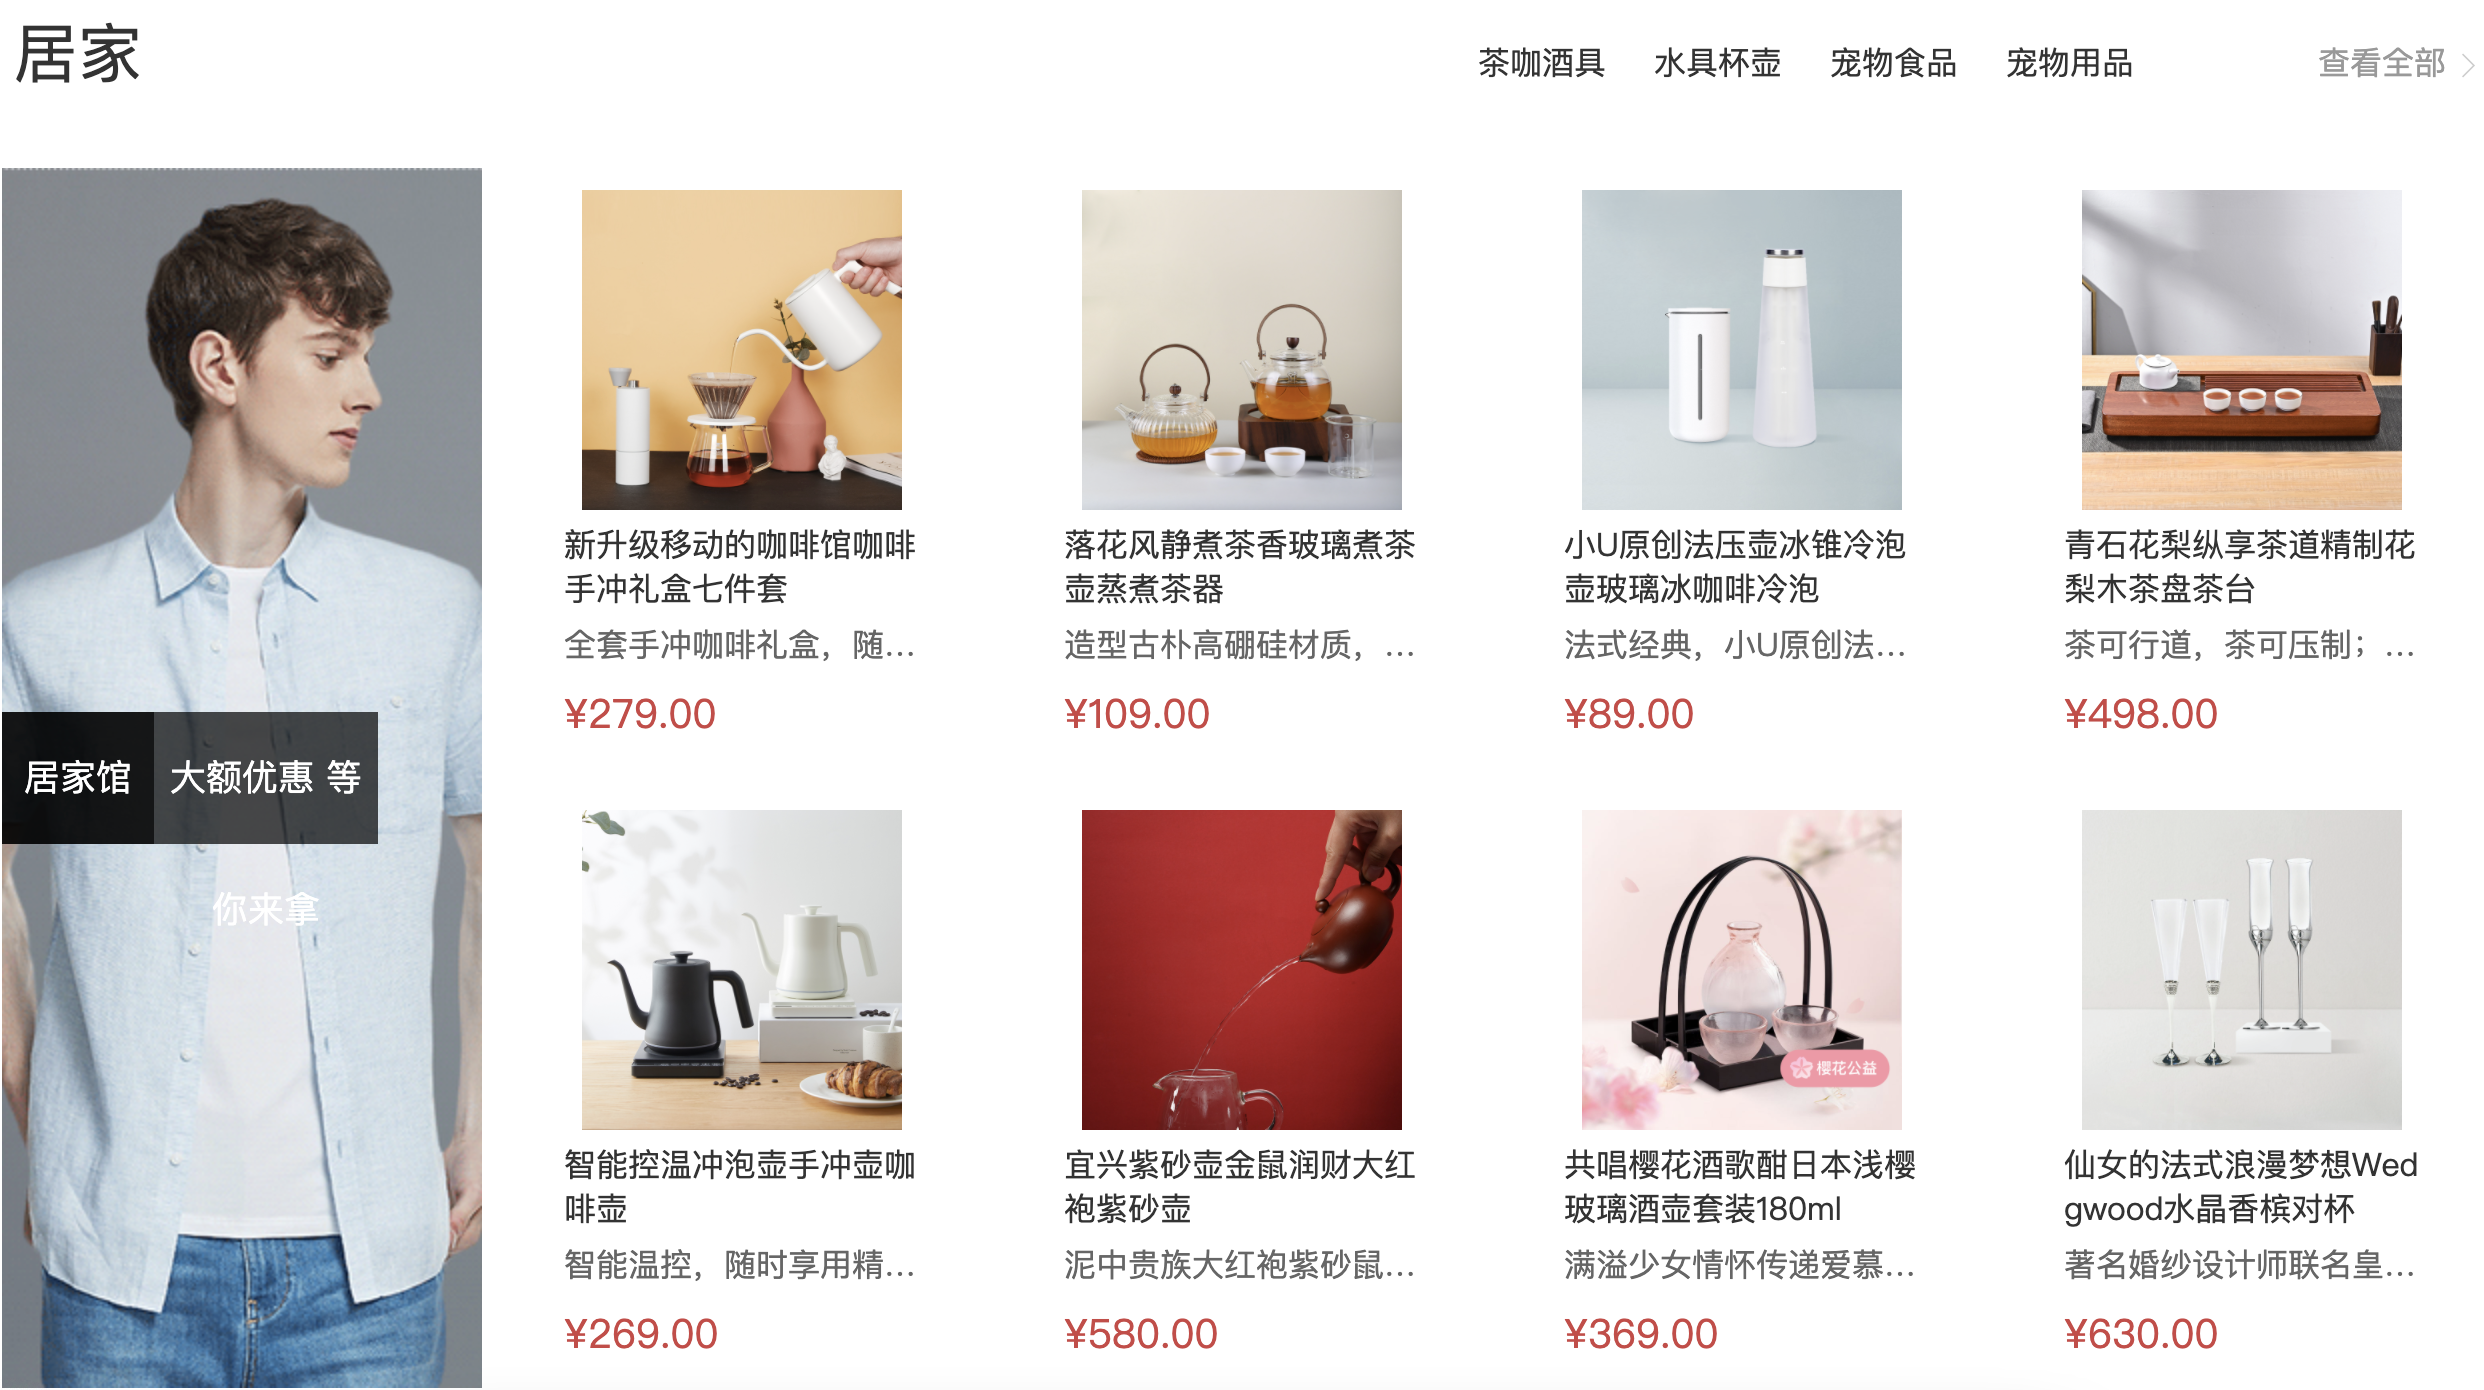 居家
茶咖酒具 水具杯壶 宠物食品 宠物用品 查看全部
居家馆 大额优惠 等
你来拿
新升级移动的咖啡馆咖啡
手冲礼盒七件套
全套手冲咖啡礼盒，随...
¥279.00
落花风静煮茶香玻璃煮茶
壶蒸煮茶器
造型古朴高硼硅材质，...
¥109.00
小U原创法压壶冰锥冷泡
壶玻璃冰咖啡冷泡
法式经典，小U原创法...
¥89.00
青石花梨纵享茶道精制花
梨木茶盘茶台
茶可行道，茶可压制；...
¥498.00
智能控温冲泡壶手冲壶咖
啡壶
智能温控，随时享用精...
¥269.00
宜兴紫砂壶金鼠润财大红
袍紫砂壶
泥中贵族大红袍紫砂鼠...
¥580.00
樱花公益
共唱樱花酒歌酣日本浅樱
玻璃酒壶套装180ml
满溢少女情怀传递爱慕...
¥369.00
仙女的法式浪漫梦想Wed
gwood水晶香槟对杯
著名婚纱设计师联名皇...
¥630.00